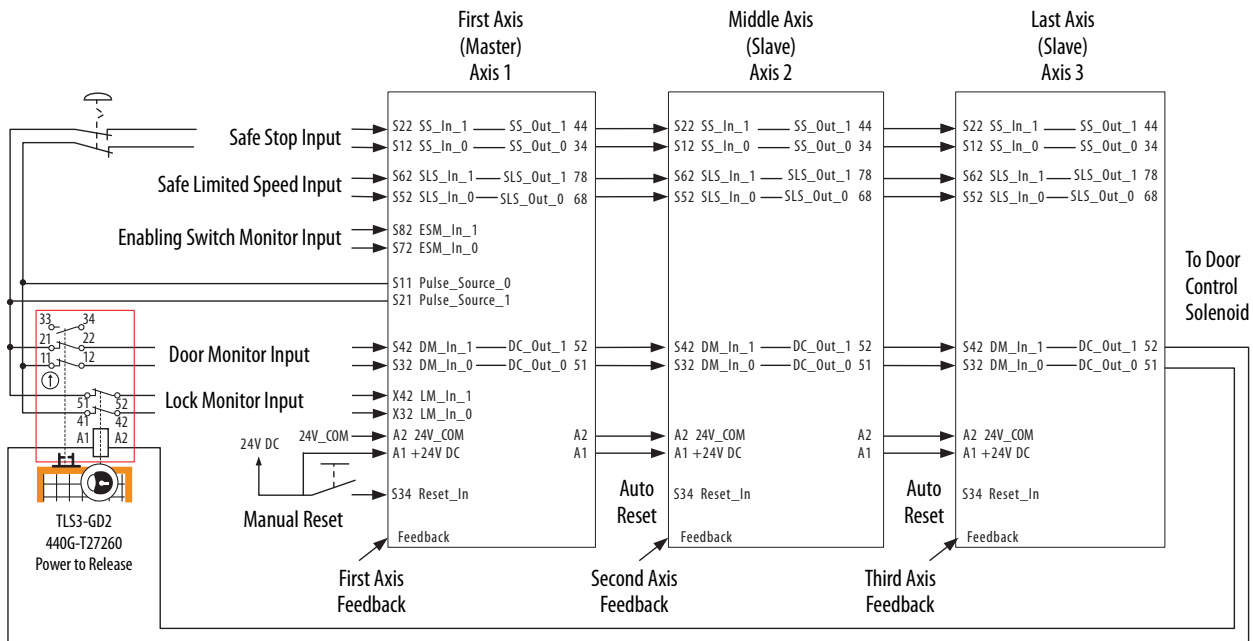 First Axis
(Master)
Axis 1
Middle Axis
(Slave)
Axis 2
Last Axis
(Slave)
Axis 3
Safe Stop Input
Safe Limited Speed Input
Enabling Switch Monitor Input
Door Monitor Input
Lock Monitor Input
S22 SS_In_1 SS_Out_1 44
S12 SS_In_0 SS_Out_0 34
S62 SLS_In_1 SLS_Out_1 78
S52 SLS_In_0 SLS_Out_0 68
S82 ESM_In_1
S72 ESM_In_0
S11 Pulse_Source_0
S21 Pulse_Source_1
S42 DM_In_1 DC_Out_1 52
S32 DM_In_0 DC_Out_0 51
X42 LM_In_1
X32 LM_In_0
A2 24V_COM A2
A1 +24V DC A1
S34 Reset_In
Feedback
S22 SS_In_1 SS_Out_1 44
S12 SS_In_0 SS_Out_0 34
S62 SLS_In_1 SLS_Out_1 78
S52 SLS_In_0 SLS_Out_0 68
S42 DM_In_1 DC_Out_1 52
S32 DM_In_0 DC_Out_0 51
A2 24V_COM A2
A1 +24V DC A1
S34 Reset_In
Feedback
S22 SS_In_1 SS_Out_1 44
S12 SS_In_0 SS_Out_0 34
S62 SLS_In_1 SLS_Out_1 78
S52 SLS_In_0 SLS_Out_0 68
S42 DM_In_1 DC_Out_1 52
S32 DM_In_0 DC_Out_0 51
A2 24V_COM
A1 +24V DC
S34 Reset_In
Feedback
To Door
Control
Solenoid
33 34
21 22
11 12
51 52
41 42
A1 A2
24V DC
24V_COM
Manual Reset
Auto
Reset
Auto
Reset
TLS3-GD2
440G-T27260
Power to Release
First Axis
Feedback
Second Axis
Feedback
Third Axis
Feedback